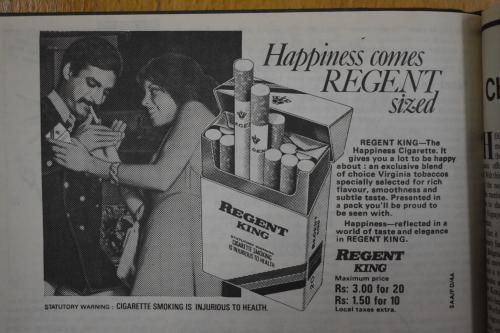 Happiness comes
REGENT
sized
REGENT KING—The
Happiness Cigarette. It
gives you a lot to be happy
about : an exclusive blend
of choice Virginia tobaccos
specially selected for rich
flavour, smoothness and
subtle taste. Presented in
a pack you'll be proud to
be seen with.
Happiness—reflected in a
world of taste and elegance
in REGENT KING.
REGENT
KING
Maximum price
Rs: 3.00 for 20
Rs: 1.50 for 10
Local taxes extra.
REGENT
KING
STATUTORY WARNING
CIGARETTE SMOKING
IS INJURIOUS TO HEALTH
20
STATUTORY WARNING : CIGARETTE SMOKING IS INJURIOUS TO HEALTH.